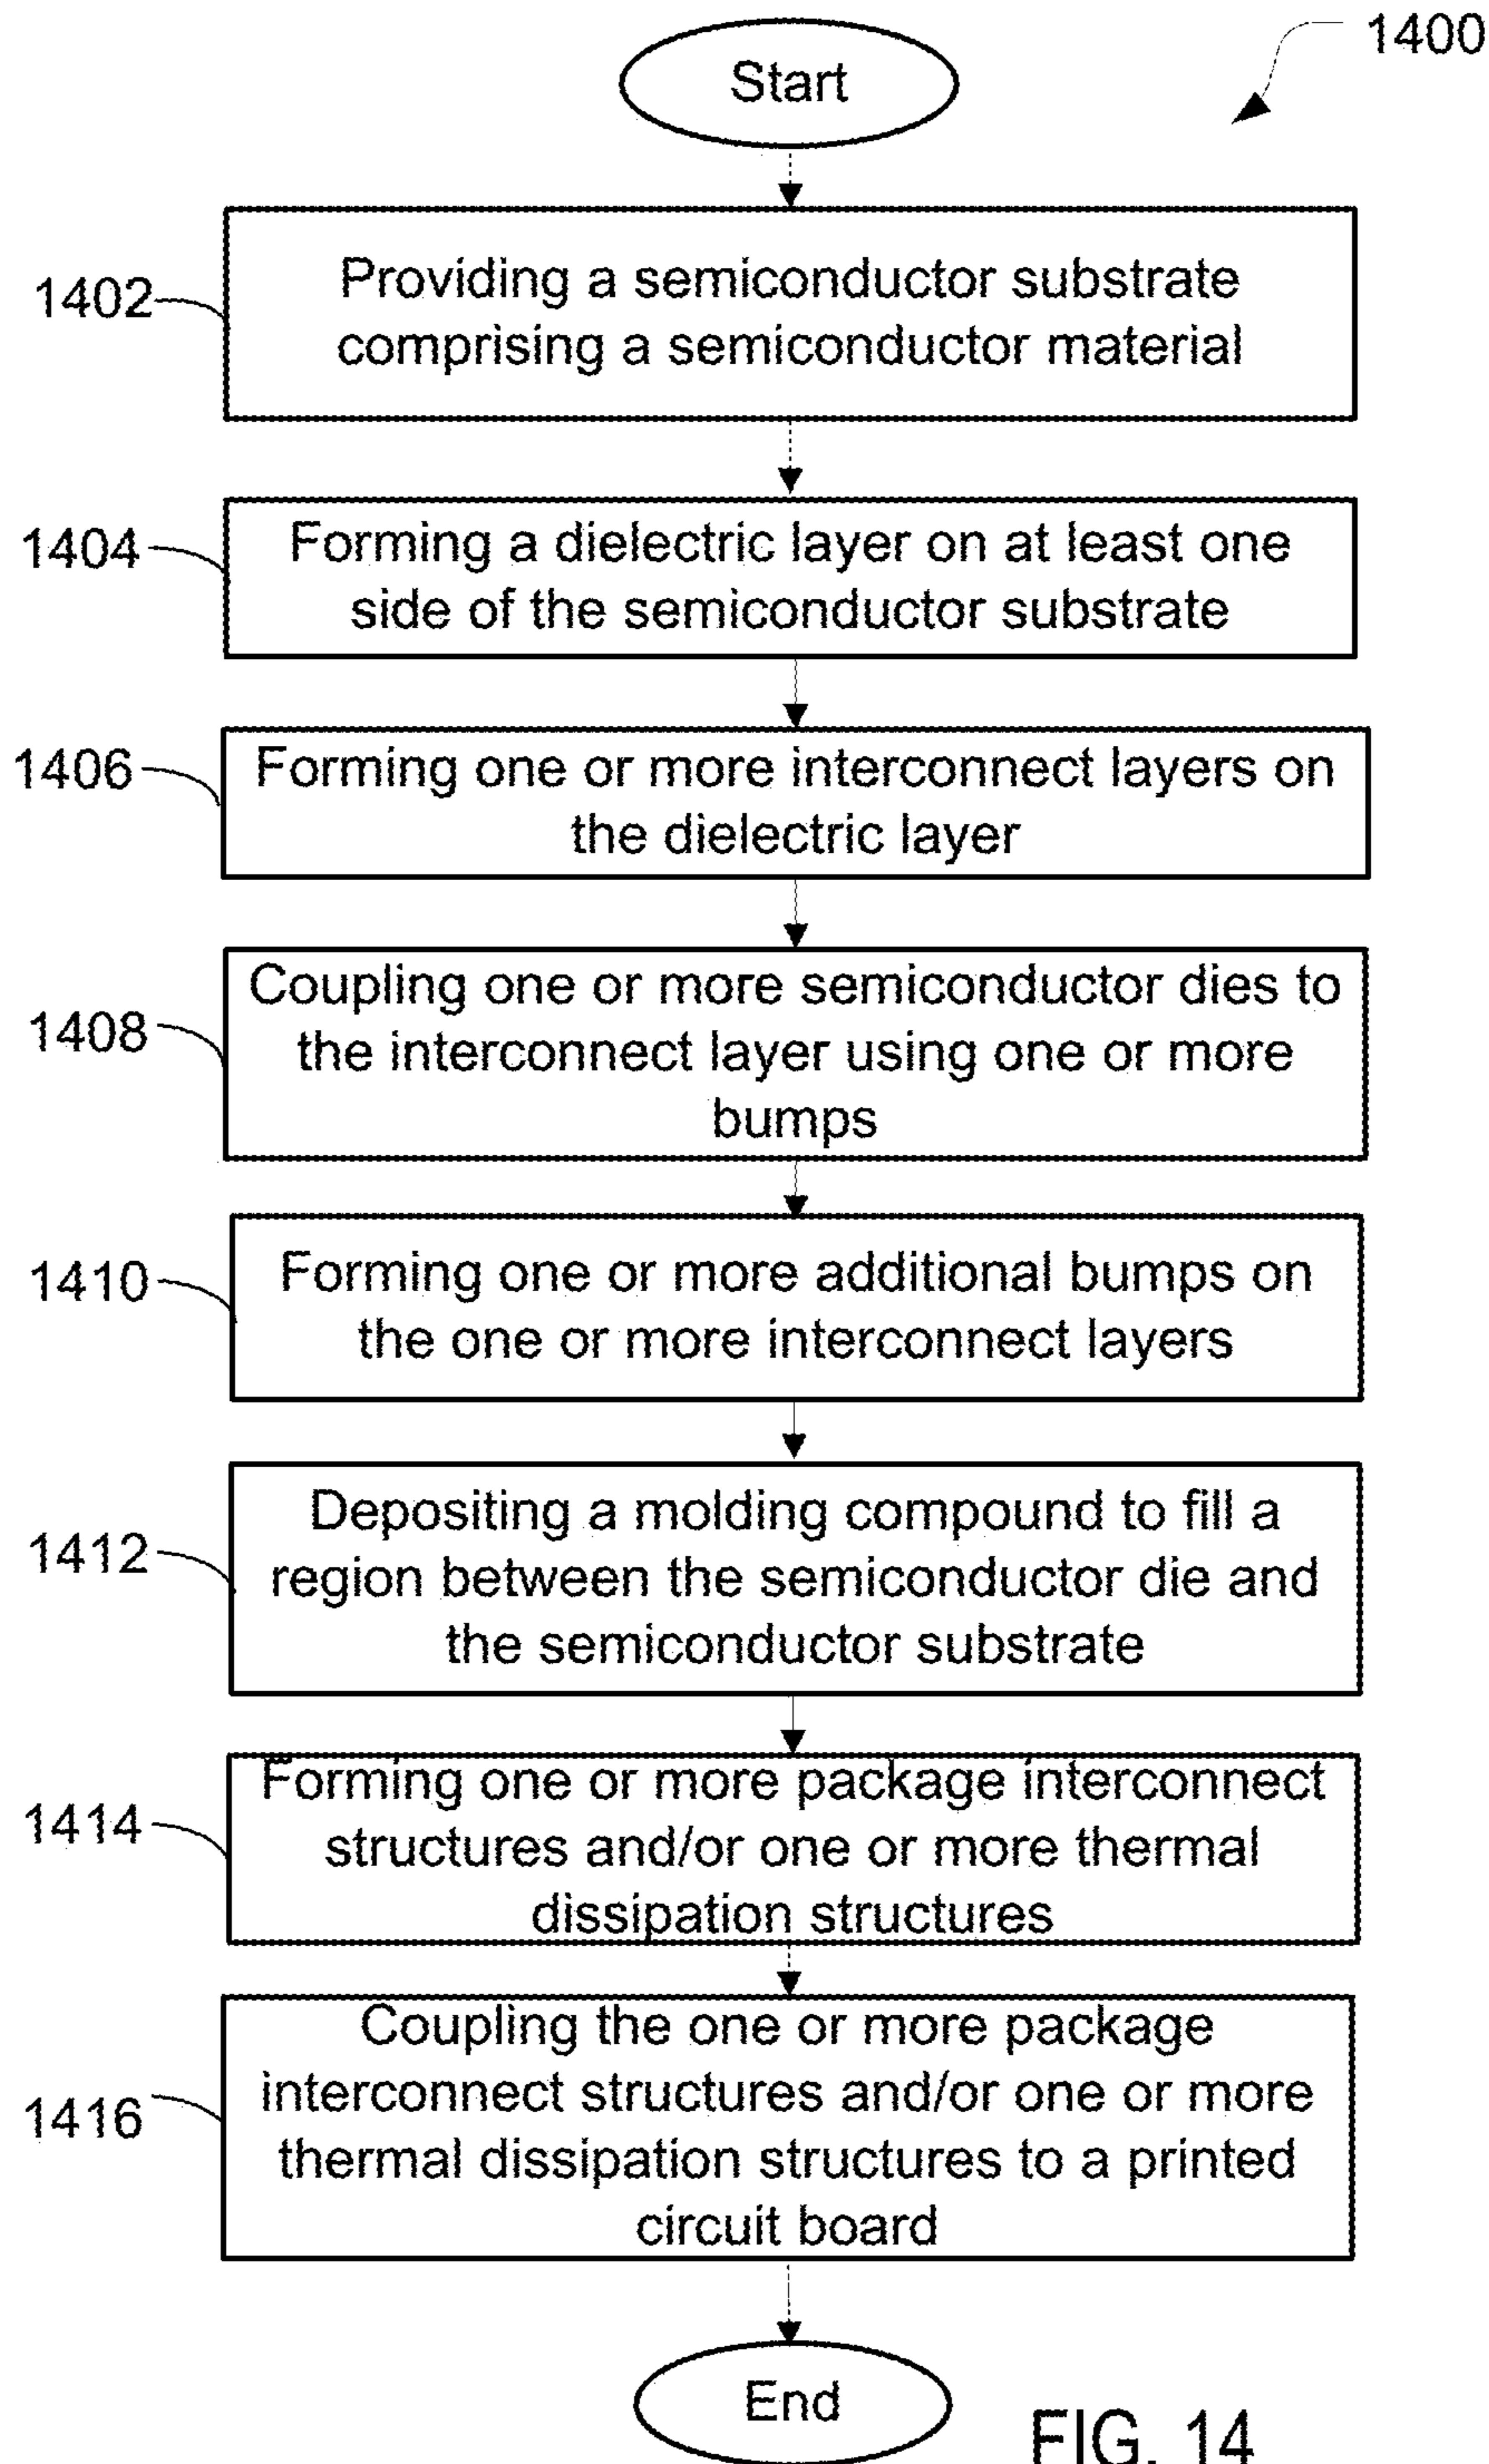 1400
Start
1402
Providing a semiconductor substrate
comprising a semiconductor material
1404
Forming a dielectric layer on at least one
side of the semiconductor substrate
1406
Forming one or more interconnect layers on
the dielectric layer
1408
Coupling one or more semiconductor dies to
the interconnect layer using one or more
bumps
1410
Forming one or more additional bumps on
the one or more interconnect layers
1412
Depositing a molding compound to fill a
region between the semiconductor die and
the semiconductor substrate
1414
Forming one or more package interconnect
structures and/or one or more thermal
dissipation structures
1416
Coupling the one or more package
interconnect structures and/or one or more
thermal dissipation structures to a printed
circuit board
End
FIG. 14